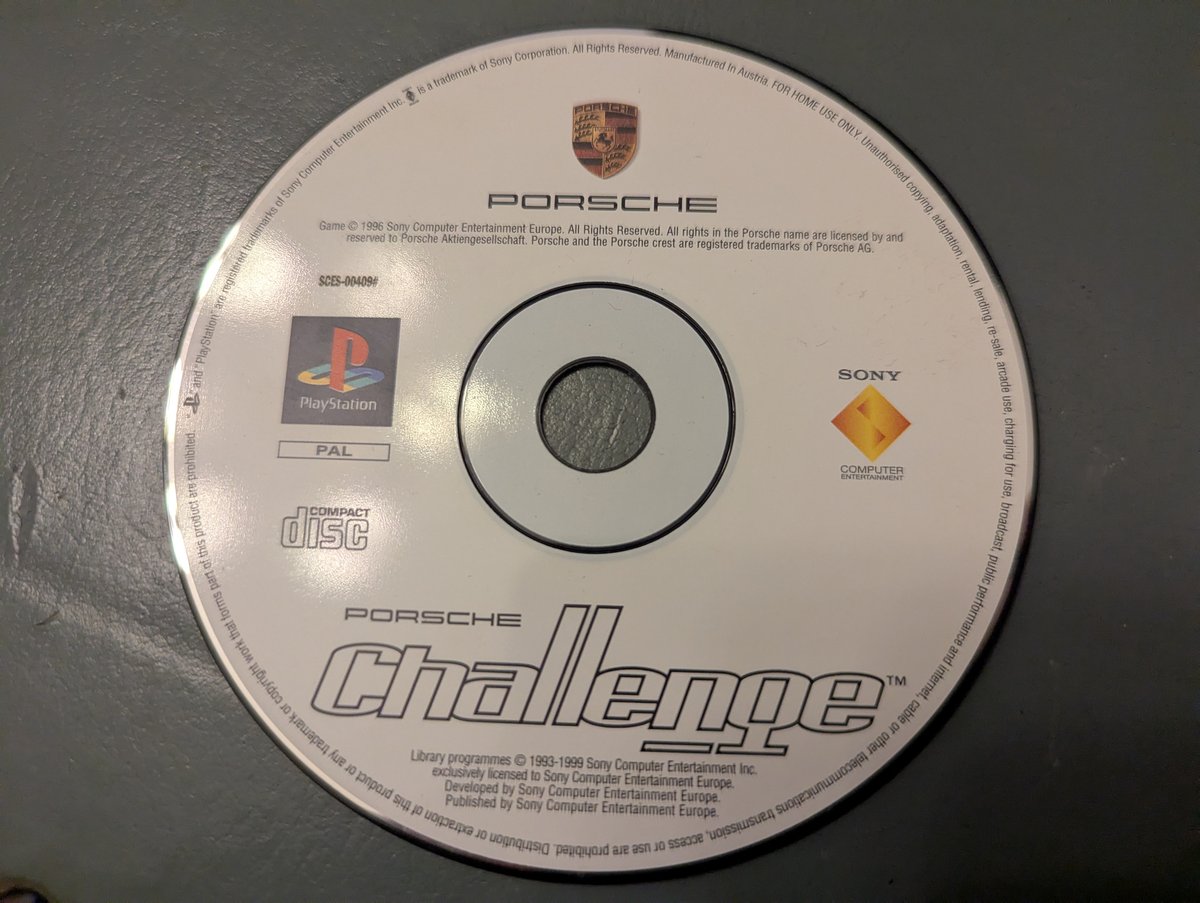 "PlayStation" are registered trademarks of Sony Computer Entertainment Inc. is a trademark of Sony Corporation. All Rights Reserved. Manufactured In Austria. FOR HOME USE ONLY. Unauthorised copying, adaptation, rental, lending, re-sale, arcade use, charging for use, broadcast, public performance and internet, cable or other telecommunications transmission, access or use are prohibited. Distribution or extraction of this product or any trademark or copyright work that forms part of this product are prohibited. and
PORSCHE
PORSCHE
Game © 1996 Sony Computer Entertainment Europe. All Rights Reserved. All rights in the Porsche name are licensed by and
reserved to Porsche Aktiengesellschaft. Porsche and the Porsche crest are registered trademarks of Porsche AG.
SCES-00409#
PlayStation
PAL
SONY
COMPUTER
ENTERTAINMENT
COMPACT
disc
PORSCHE
Challenge™
Library programmes © 1993-1999 Sony Computer Entertainment Inc.
exclusively licensed to Sony Computer Entertainment Europe.
Developed by Sony Computer Entertainment Europe.
Published by Sony Computer Entertainment Europe.